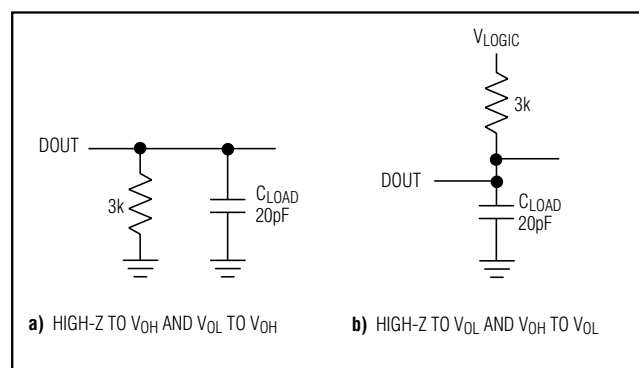 DOUT
3k
CLOAD
20pF
a) HIGH-Z TO VOH AND VOL TO VOH
VLOGIC
3k
DOUT
CLOAD
20pF
b) HIGH-Z TO VOL AND VOH TO VOL